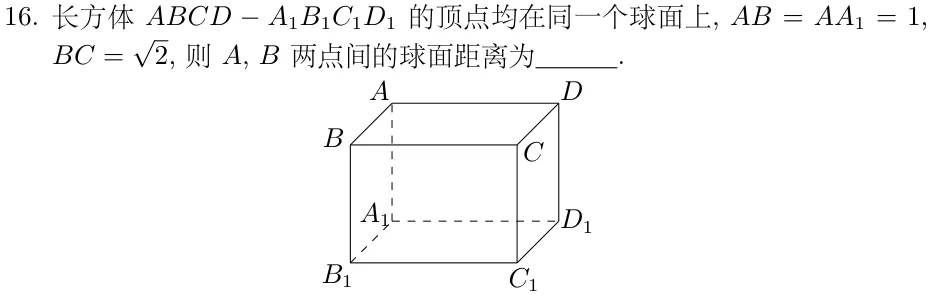 16. 长方体 ABCD − A₁B₁C₁D₁ 的顶点均在同一个球面上, AB = AA₁ = 1,
BC = √2, 则 A, B 两点间的球面距离为______.
A D
B C
A₁ D₁
B₁ C₁